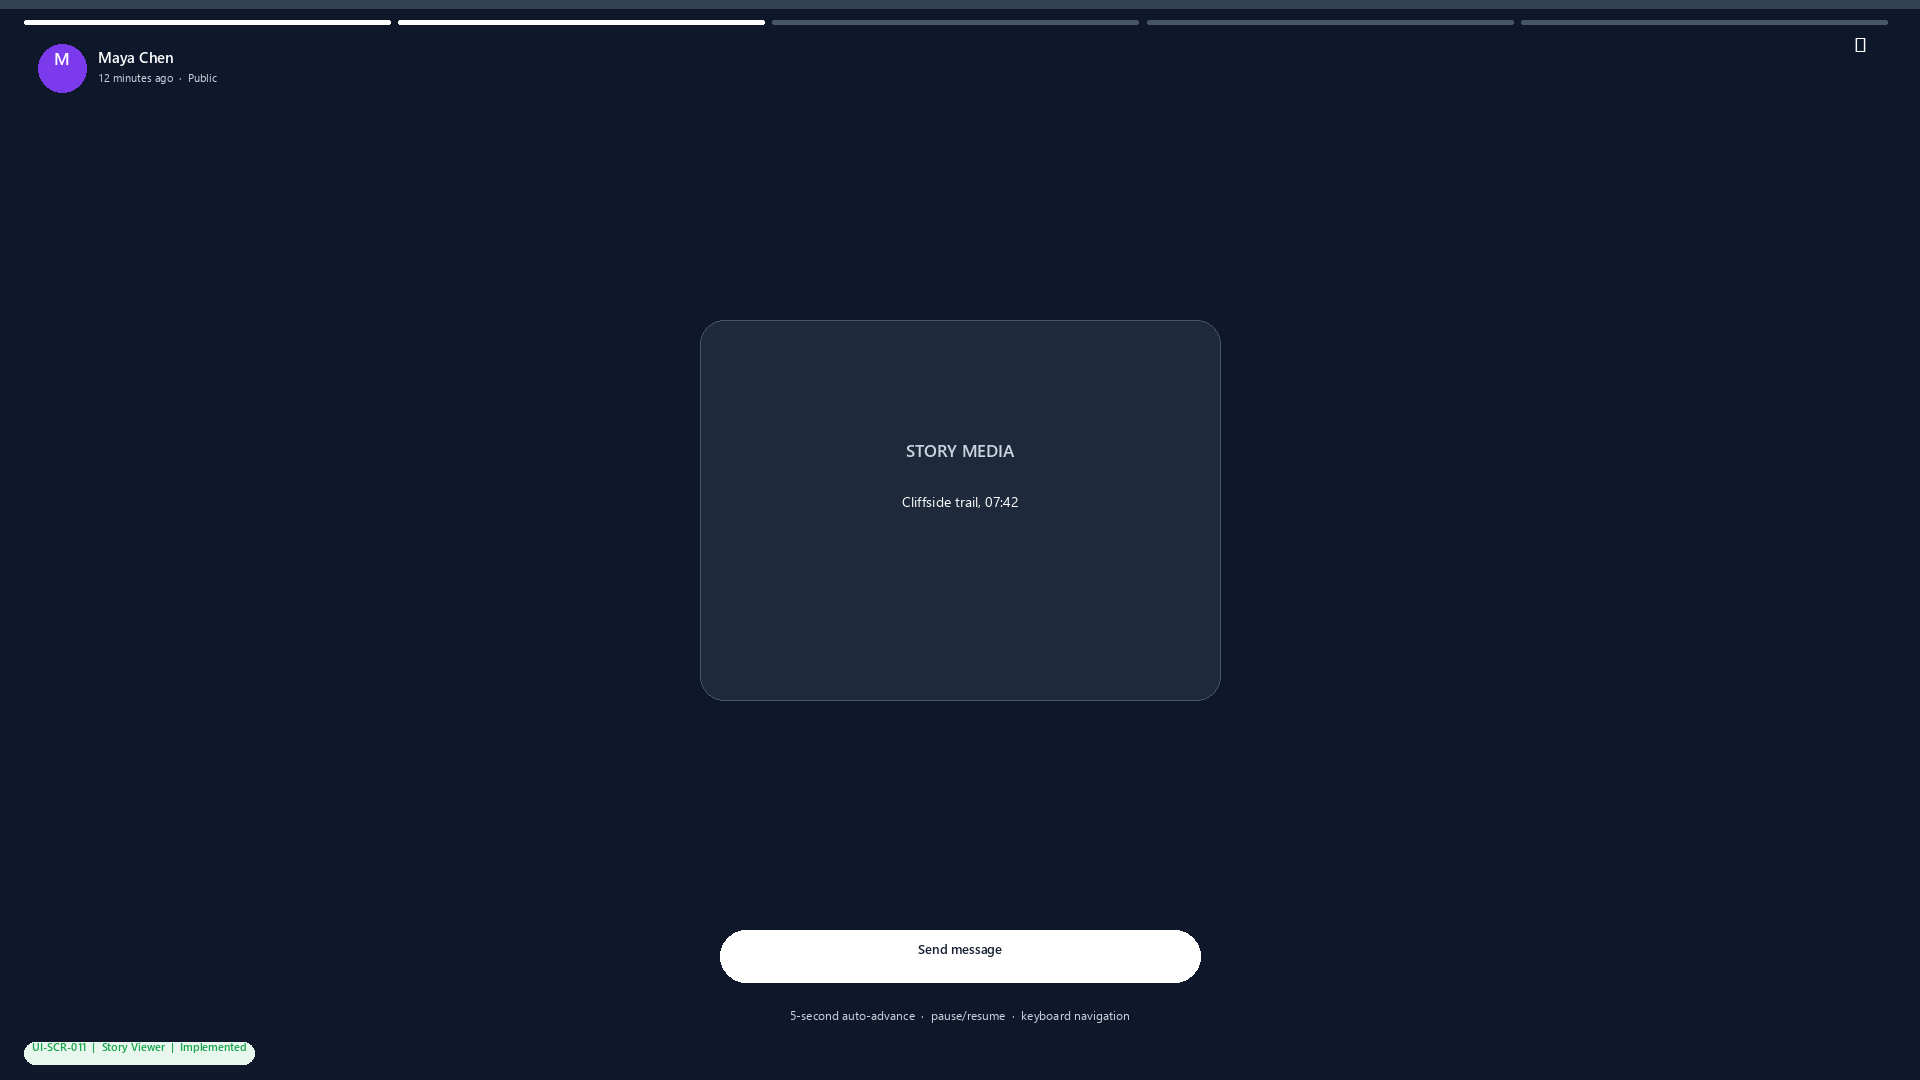 M
Maya Chen
12 minutes ago · Public
STORY MEDIA
Cliffside trail, 07:42
Send message
5-second auto-advance · pause/resume · keyboard navigation
UI-SCR-011 | Story Viewer | Implemented